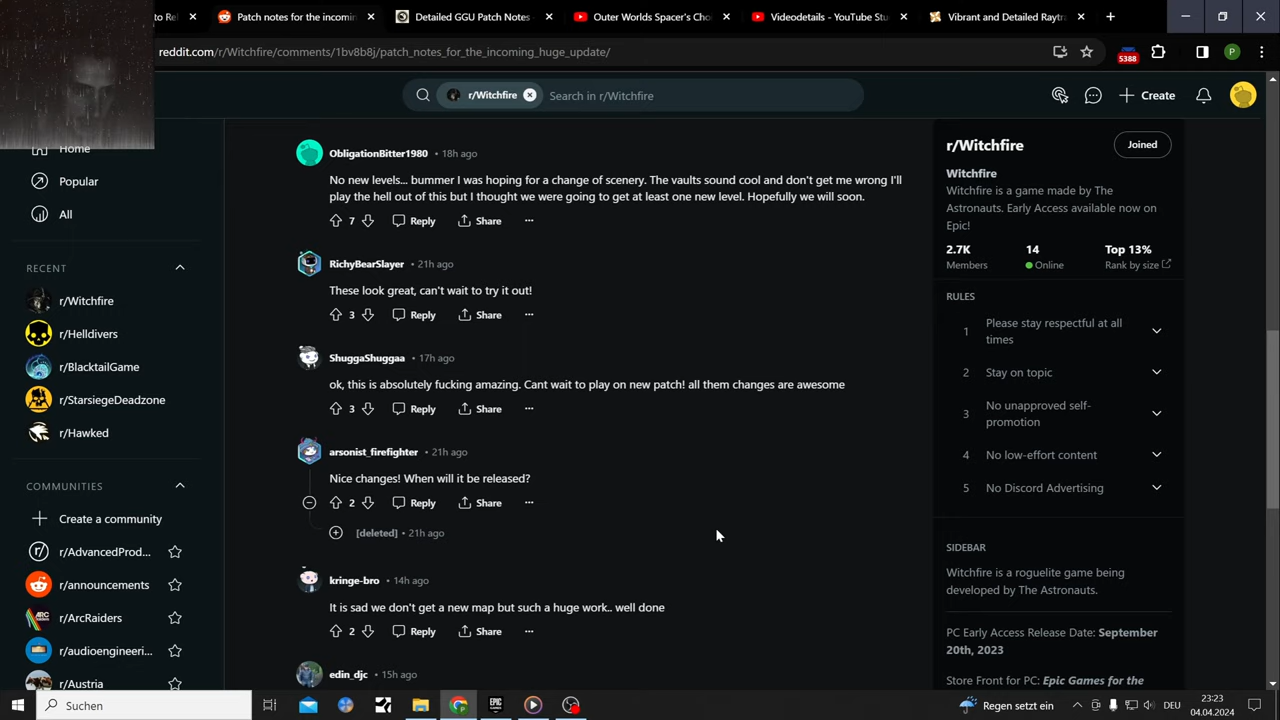 to Rel
Patch notes for the incomin
Detailed GGU Patch Notes
Outer Worlds Spacer's Cho
Videodetails - YouTube Stu
Vibrant and Detailed Raytra
reddit.com/r/Witchfire/comments/1bv8b8j/patch_notes_for_the_incoming_huge_update/
5388
P
r/Witchfire
Search in r/Witchfire
Create
Home
Popular
All
RECENT
r/Witchfire
r/Helldivers
r/BlacktailGame
r/StarsiegeDeadzone
r/Hawked
COMMUNITIES
Create a community
r/AdvancedProd...
r/announcements
r/ArcRaiders
r/audioengineeri...
r/Austria
ObligationBitter1980 • 18h ago
No new levels... bummer I was hoping for a change of scenery. The vaults sound cool and don't get me wrong I'll
play the hell out of this but I thought we were going to get at least one new level. Hopefully we will soon.
7 Reply Share ...
RichyBearSlayer • 21h ago
These look great, can't wait to try it out!
3 Reply Share ...
ShuggaShuggaa • 17h ago
ok, this is absolutely fucking amazing. Cant wait to play on new patch! all them changes are awesome
3 Reply Share ...
arsonist_firefighter • 21h ago
Nice changes! When will it be released?
2 Reply Share ...
[deleted] • 21h ago
kringe-bro • 14h ago
It is sad we don't get a new map but such a huge work.. well done
2 Reply Share ...
edin_djc • 15h ago
r/Witchfire
Joined
Witchfire
Witchfire is a game made by The
Astronauts. Early Access available now on
Epic!
2.7K 14 Top 13%
Members Online Rank by size
RULES
1 Please stay respectful at all
times
2 Stay on topic
3 No unapproved self-
promotion
4 No low-effort content
5 No Discord Advertising
SIDEBAR
Witchfire is a roguelite game being
developed by The Astronauts.
PC Early Access Release Date: September
20th, 2023
Store Front for PC: Epic Games for the
Suchen
Regen setzt ein
DEU
23:23
04.04.2024